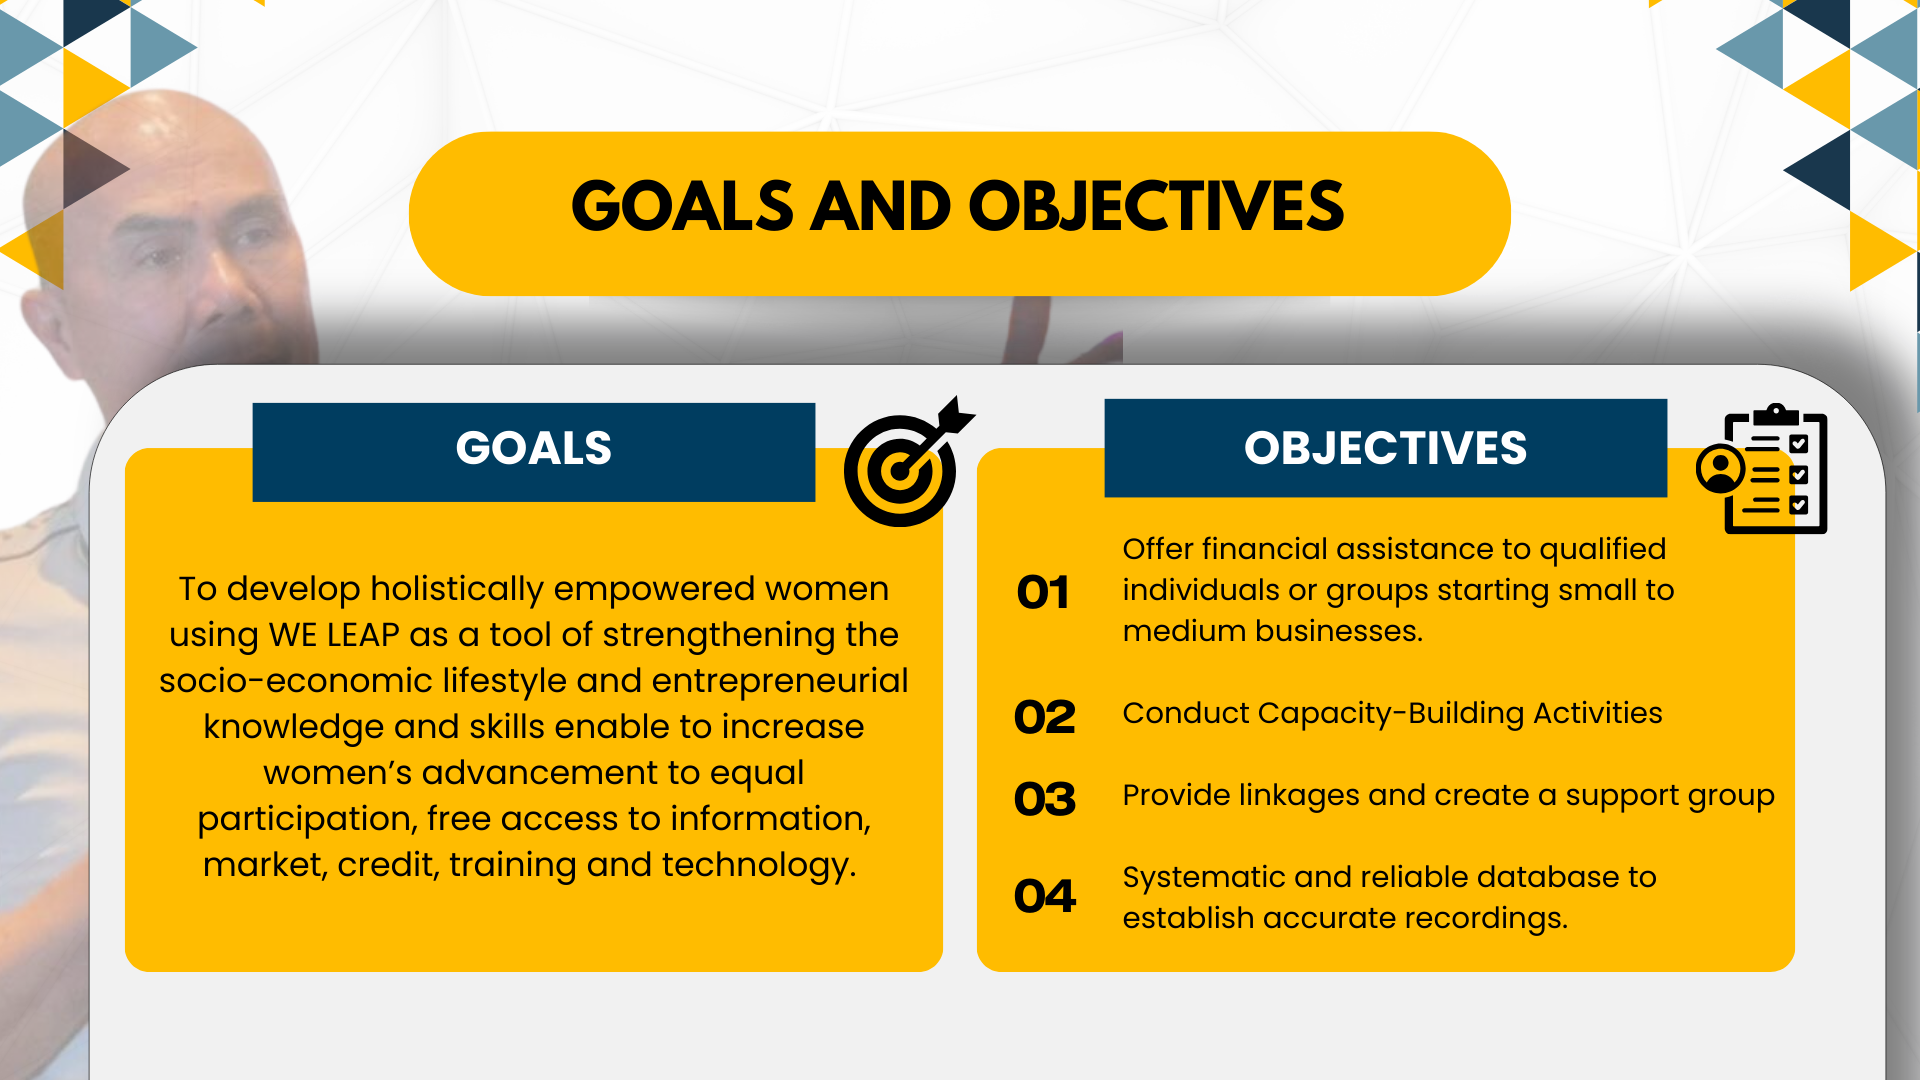 GOALS AND OBJECTIVES
GOALS
To develop holistically empowered women
using WE LEAP as a tool of strengthening the
socio-economic lifestyle and entrepreneurial
knowledge and skills enable to increase
women’s advancement to equal
participation, free access to information,
market, credit, training and technology.
OBJECTIVES
01
Offer financial assistance to qualified
individuals or groups starting small to
medium businesses.
02
Conduct Capacity-Building Activities
03
Provide linkages and create a support group
04
Systematic and reliable database to
establish accurate recordings.